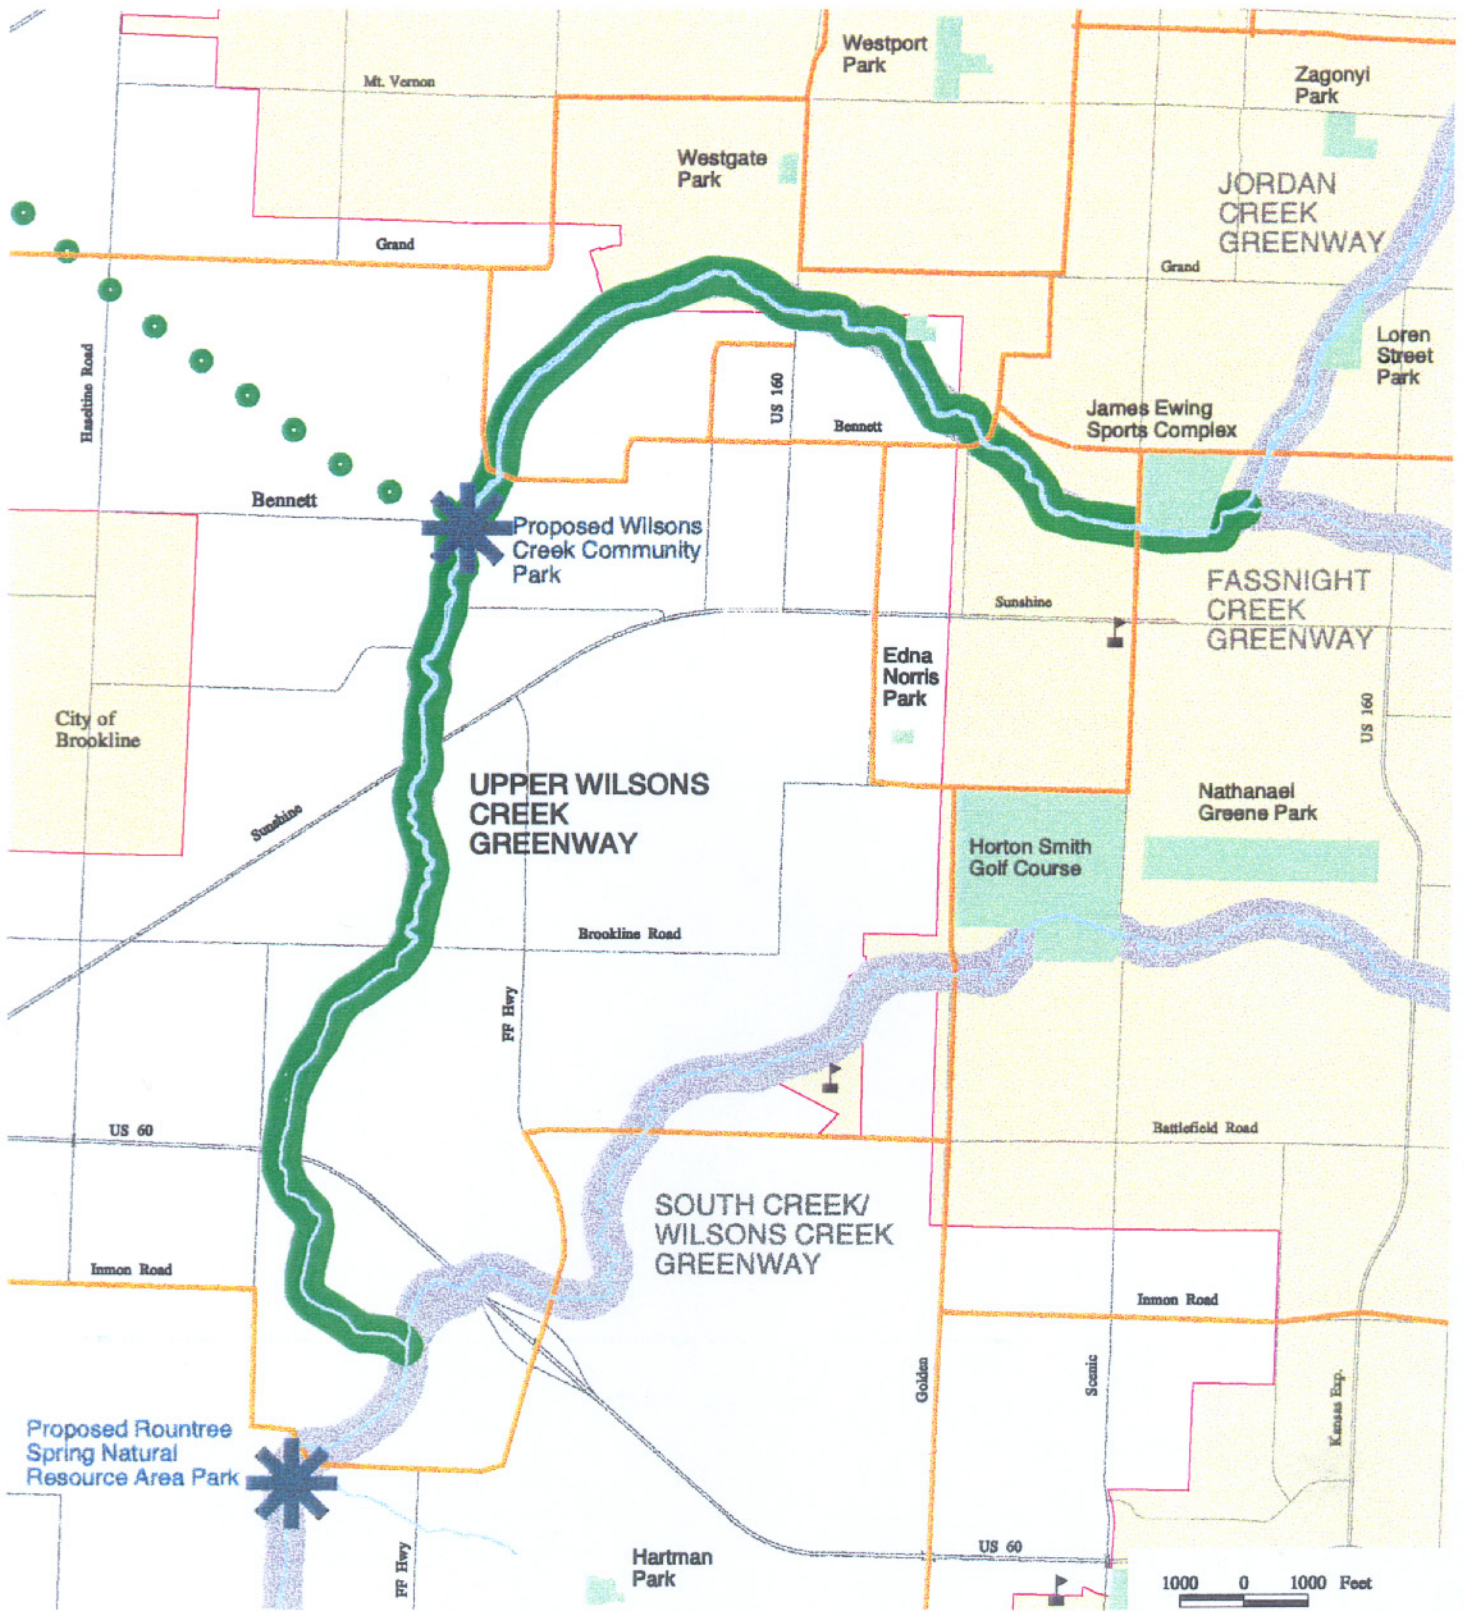 Westport
Park
Mt. Vernon
Zagonyi
Park
Westgate
Park
JORDAN
CREEK
GREENWAY
Grand
Grand
Loren
Street
Park
Haseltine Road
US 160
James Ewing
Sports Complex
Bennett
Bennett
Proposed Wilsons
Creek Community
Park
FASSNIGHT
CREEK
GREENWAY
Sunshine
Edna
Norris
Park
City of
Brookline
US 160
UPPER WILSONS
CREEK
GREENWAY
Nathanael
Greene Park
Sunshine
Horton Smith
Golf Course
Brookline Road
FF Hwy
US 60
Battlefield Road
SOUTH CREEK/
WILSONS CREEK
GREENWAY
Inmon Road
Inmon Road
Golden
Scenic
Kansas Exp.
Proposed Rountree
Spring Natural
Resource Area Park
US 60
Hartman
Park
FF Hwy
1000 0 1000 Feet